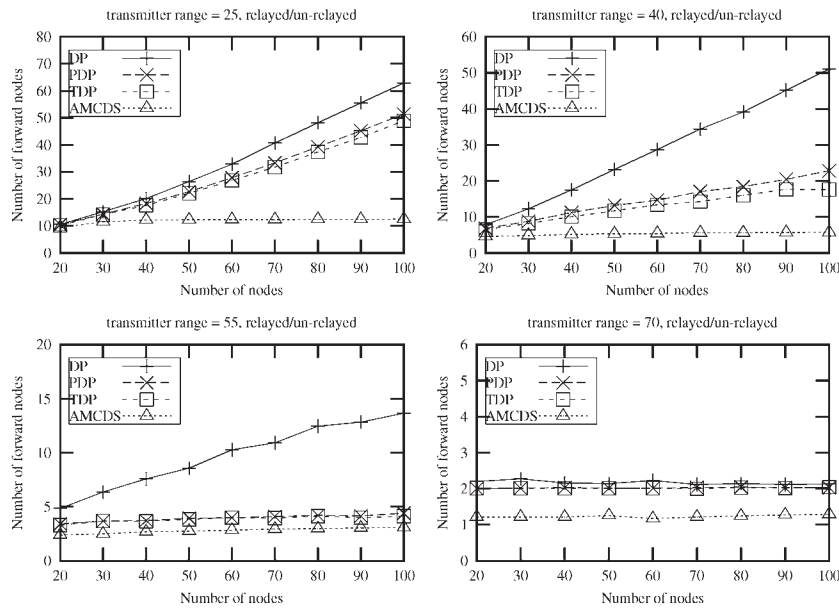 transmitter range = 25, relayed/un-relayed
80
70
60
50
40
30
20
10
0
Number of forward nodes
DP
PDP
TDP
AMCDS
20 30 40 50 60 70 80 90 100
Number of nodes
transmitter range = 40, relayed/un-relayed
60
50
40
30
20
10
0
Number of forward nodes
DP
PDP
TDP
AMCDS
20 30 40 50 60 70 80 90 100
Number of nodes
transmitter range = 55, relayed/un-relayed
20
15
10
5
0
Number of forward nodes
DP
PDP
TDP
AMCDS
20 30 40 50 60 70 80 90 100
Number of nodes
transmitter range = 70, relayed/un-relayed
6
5
4
3
2
1
0
Number of forward nodes
DP
PDP
TDP
AMCDS
20 30 40 50 60 70 80 90 100
Number of nodes